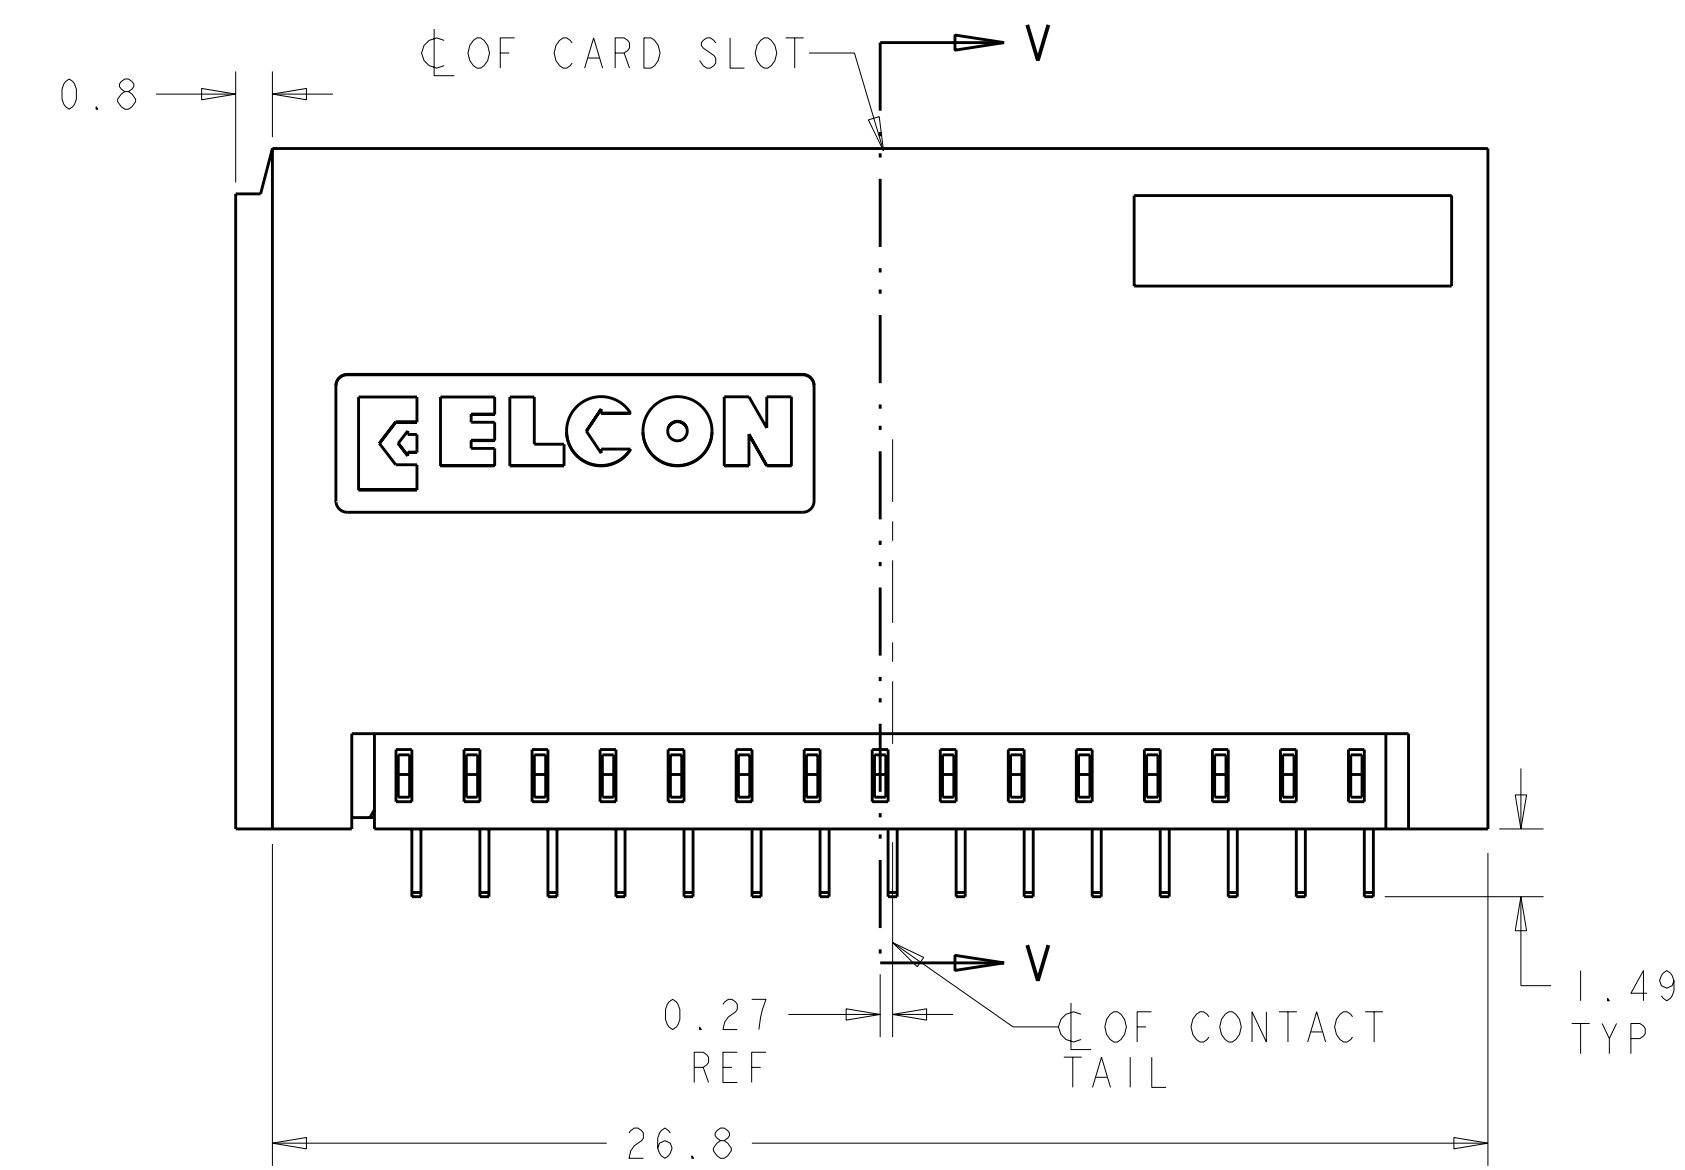 ℄ OF CARD SLOT
V
0.8
ELCON
V
0.27
REF
℄ OF CONTACT
TAIL
1.49
TYP
26.8